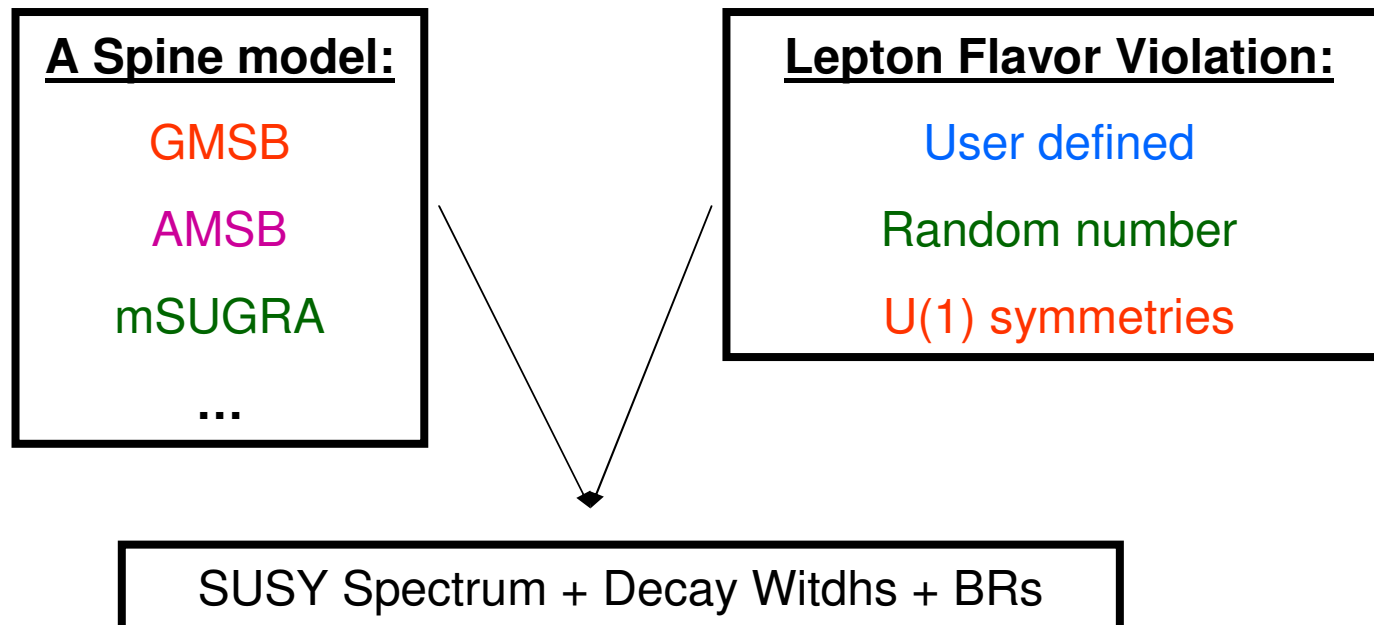 A Spine model:
GMSB
AMSB
mSUGRA
...
Lepton Flavor Violation:
User defined
Random number
U(1) symmetries
SUSY Spectrum + Decay Witdhs + BRs